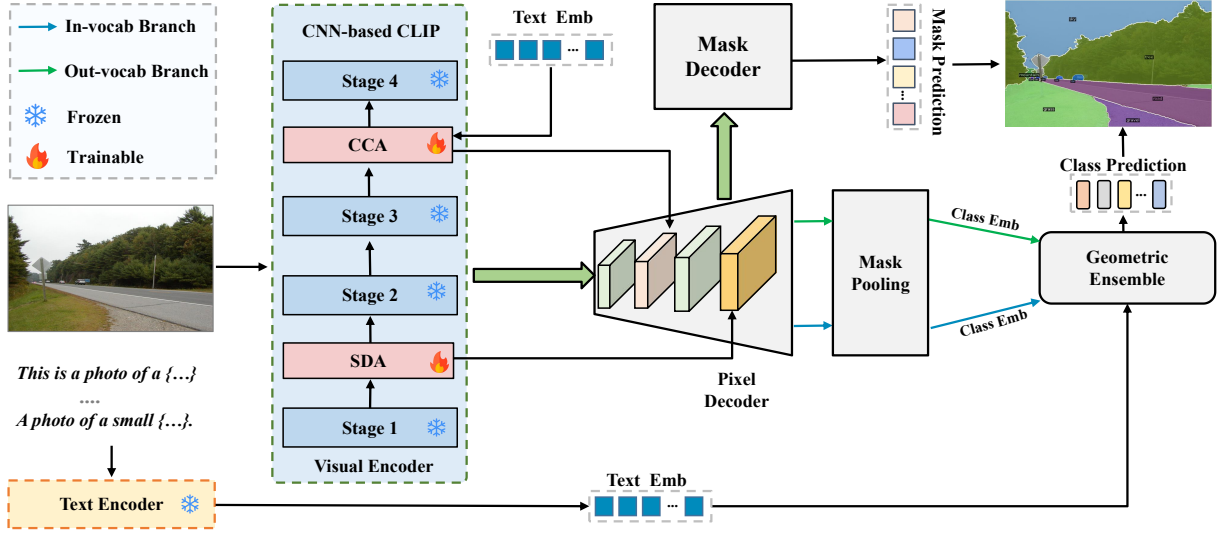 In-vocab Branch
Out-vocab Branch
Frozen
Trainable
This is a photo of a {...}
....
A photo of a small {...}.
Text Encoder
CNN-based CLIP
Stage 4
CCA
Stage 3
Stage 2
SDA
Stage 1
Visual Encoder
Text Emb
...
Mask
Decoder
Mask Prediction
...
Pixel
Decoder
Mask
Pooling
Class Emb
Class Emb
Class Prediction
...
Geometric
Ensemble
Text Emb
...